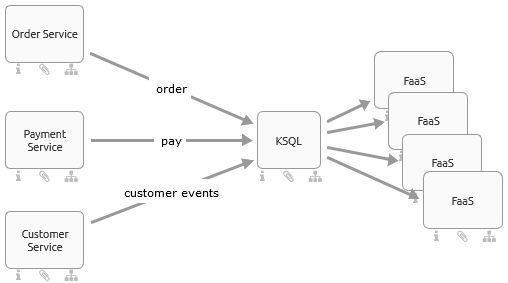 Order Service
order
Payment
Service
pay
KSQL
customer events
Customer
Service
FaaS
FaaS
FaaS
FaaS